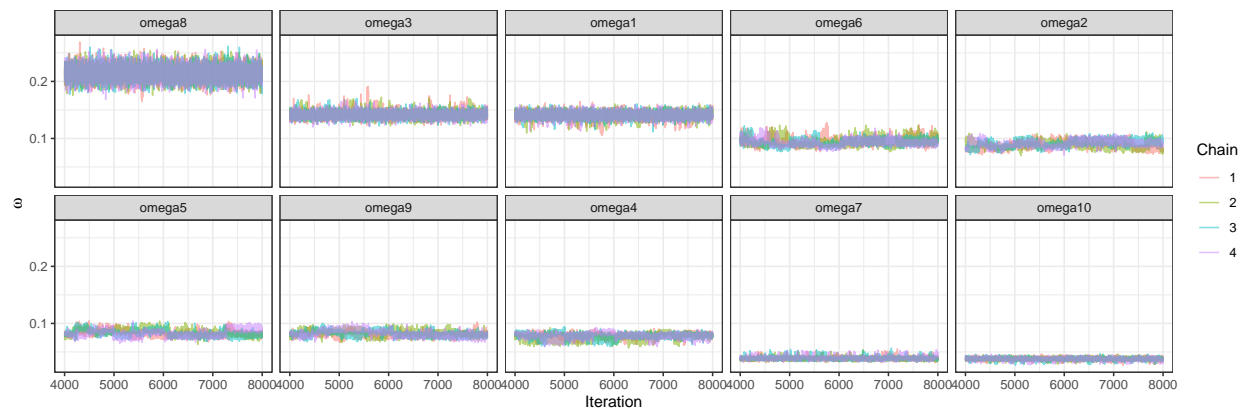 omega8 omega3 omega1 omega6 omega2
0.2
0.1
omega5 omega9 omega4 omega7 omega10
0.2
0.1
4000 5000 6000 7000 8000 4000 5000 6000 7000 8000 4000 5000 6000 7000 8000 4000 5000 6000 7000 8000 4000 5000 6000 7000 8000
Iteration
ω
Chain
1
2
3
4